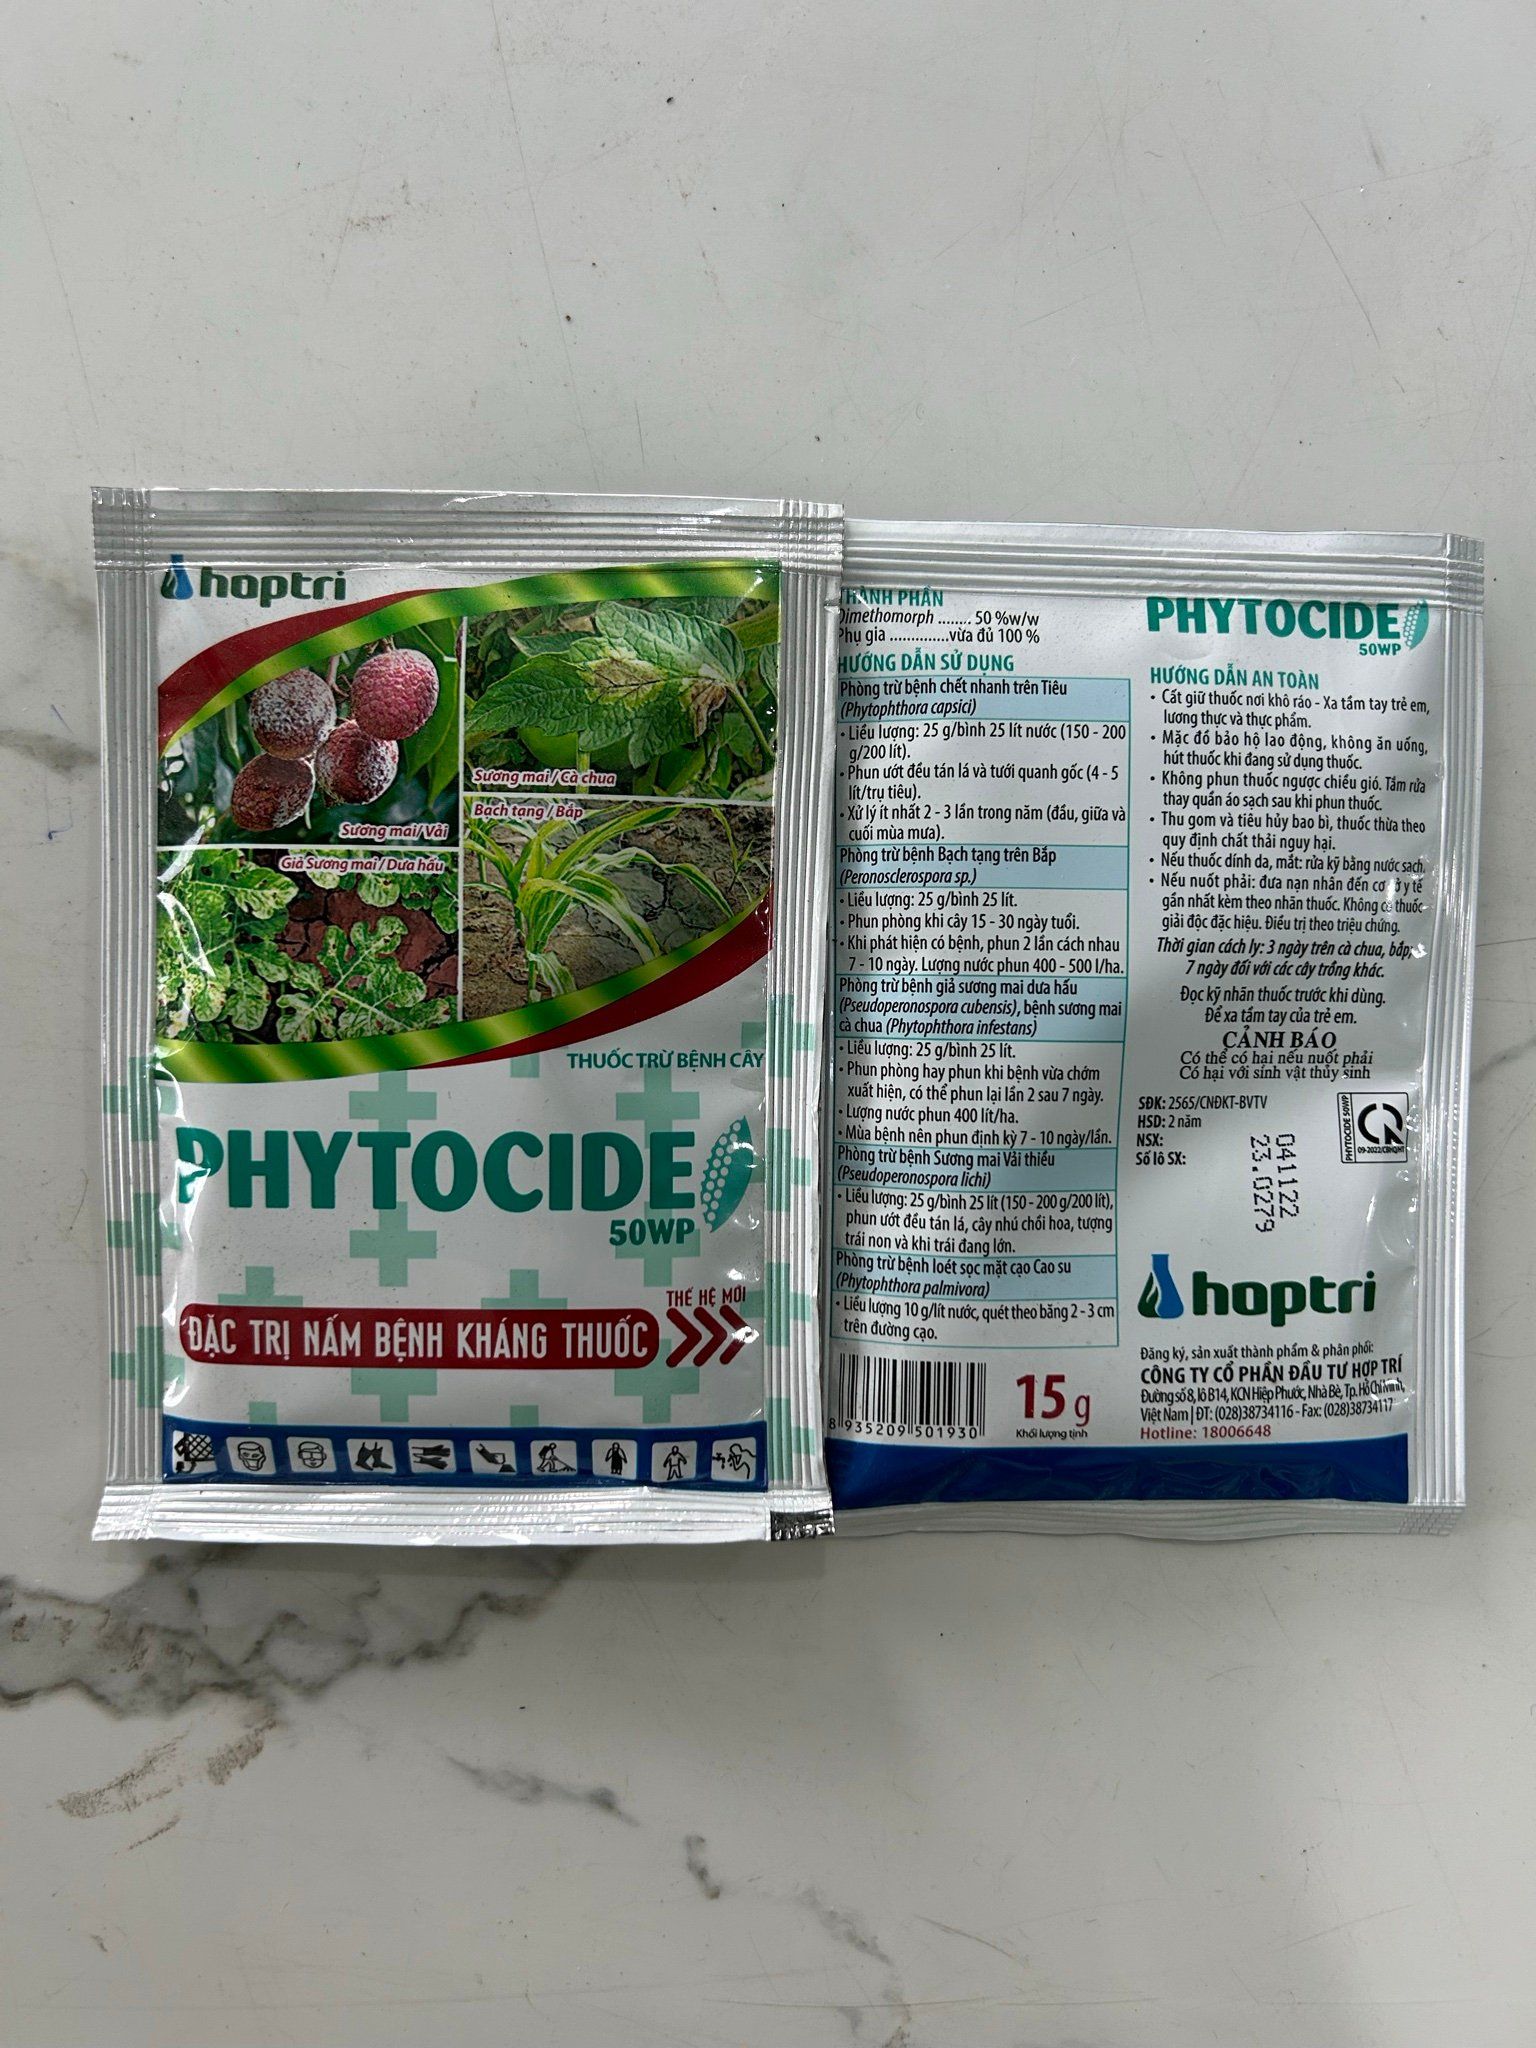 hoptri
Sương mai/Vải
Sương mai/Cà chua
Giả Sương mai/Dưa hấu
Bạch tạng/Bắp
THUỐC TRỪ BỆNH CÂY
PHYTOCIDE
50WP
THẾ HỆ MỚI
ĐẶC TRỊ NẤM BỆNH KHÁNG THUỐC
THÀNH PHẦN
Dimethomorph ........ 50 %w/w
Phụ gia ..............vừa đủ 100 %
HƯỚNG DẪN SỬ DỤNG
Phòng trừ bệnh chết nhanh trên Tiêu
(Phytophthora capsici)
• Liều lượng: 25 g/bình 25 lít nước (150 - 200
g/200 lít).
• Phun ướt đều tán lá và tưới quanh gốc (4 - 5
lít/trụ tiêu).
• Xử lý ít nhất 2 - 3 lần trong năm (đầu, giữa và
cuối mùa mưa).
Phòng trừ bệnh Bạch tạng trên Bắp
(Peronosclerospora sp.)
• Liều lượng: 25 g/bình 25 lít.
• Phun phòng khi cây 15 - 30 ngày tuổi.
• Khi phát hiện có bệnh, phun 2 lần cách nhau
7 - 10 ngày. Lượng nước phun 400 - 500 l/ha.
Phòng trừ bệnh giả sương mai dưa hấu
(Pseudoperonospora cubensis), bệnh sương mai
cà chua (Phytophthora infestans)
• Liều lượng: 25 g/bình 25 lít.
• Phun phòng hay phun khi bệnh vừa chớm
xuất hiện, có thể phun lại lần 2 sau 7 ngày.
• Lượng nước phun 400 lít/ha.
• Mùa bệnh nên phun định kỳ 7 - 10 ngày/lần.
Phòng trừ bệnh Sương mai Vải thiều
(Pseudoperonospora lichi)
• Liều lượng: 25 g/bình 25 lít (150 - 200 g/200 lít),
phun ướt đều tán lá, cây nhú chồi hoa, tượng
trái non và khi trái đang lớn.
Phòng trừ bệnh loét sọc mặt cạo Cao su
(Phytophthora palmivora)
• Liều lượng 10 g/lít nước, quét theo băng 2 - 3 cm
trên đường cạo.
8 935209 501930
15 g
Khối lượng tịnh
PHYTOCIDE
50WP
HƯỚNG DẪN AN TOÀN
• Cất giữ thuốc nơi khô ráo - Xa tầm tay trẻ em,
lương thực và thực phẩm.
• Mặc đồ bảo hộ lao động, không ăn uống,
hút thuốc khi đang sử dụng thuốc.
• Không phun thuốc ngược chiều gió. Tắm rửa
thay quần áo sạch sau khi phun thuốc.
• Thu gom và tiêu hủy bao bì, thuốc thừa theo
quy định chất thải nguy hại.
• Nếu thuốc dính da, mắt: rửa kỹ bằng nước sạch.
• Nếu nuốt phải: đưa nạn nhân đến cơ sở y tế
gần nhất kèm theo nhãn thuốc. Không có thuốc
giải độc đặc hiệu. Điều trị theo triệu chứng.
Thời gian cách ly: 3 ngày trên cà chua, bắp;
7 ngày đối với các cây trồng khác.
Đọc kỹ nhãn thuốc trước khi dùng.
Để xa tầm tay của trẻ em.
CẢNH BÁO
Có thể có hại nếu nuốt phải
Có hại với sinh vật thủy sinh
SĐK: 2565/CNĐKT-BVTV
HSD: 2 năm
NSX:
Số lô SX:
041122
23.0279
PHYTOCIDE 50WP
hoptri
Đăng ký, sản xuất thành phẩm & phân phối:
CÔNG TY CỔ PHẦN ĐẦU TƯ HỢP TRÍ
Đường số 8, lô B14, KCN Hiệp Phước, Nhà Bè, Tp. Hồ Chí Minh,
Việt Nam | ĐT: (028)38734116 - Fax: (028)38734117
Hotline: 18006648